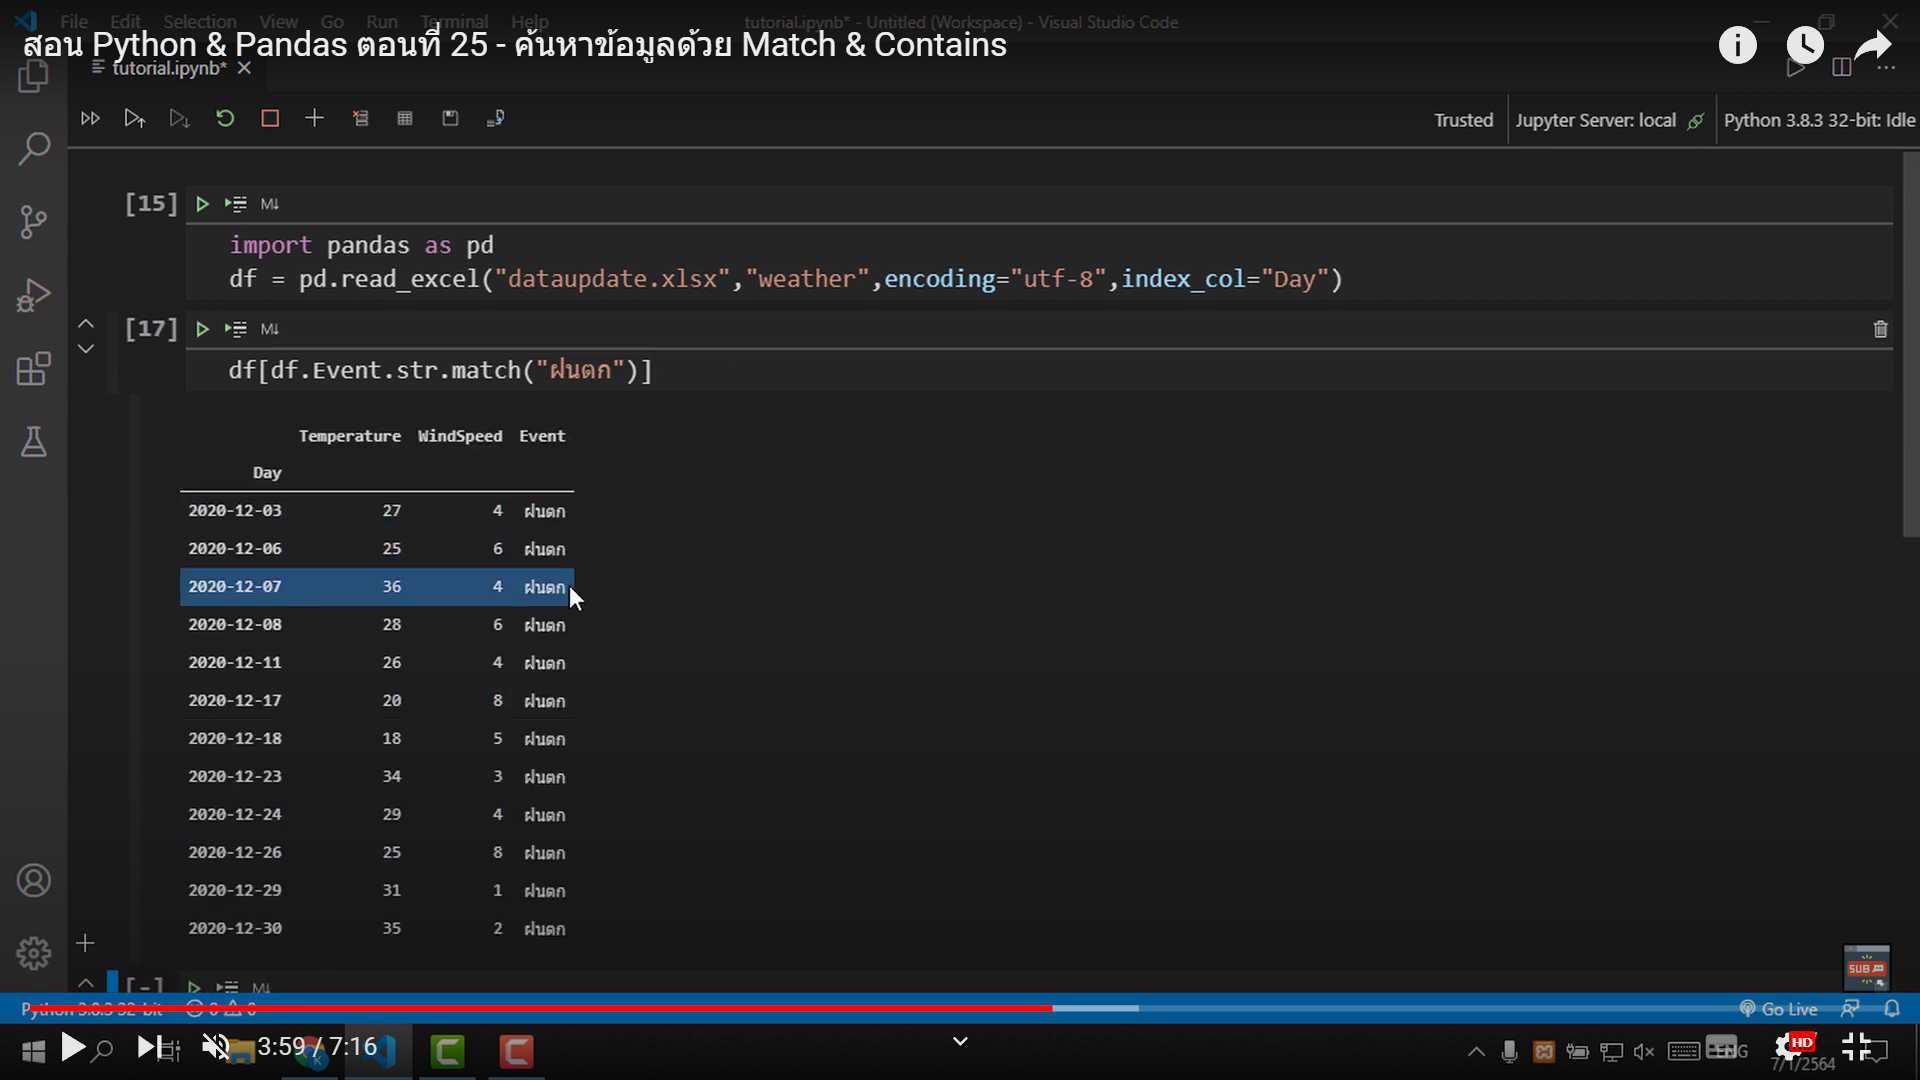 File Edit Selection View Go Run Terminal Help tutorial.ipynb* - Untitled (Workspace) - Visual Studio Code
สอน Python & Pandas ตอนที่ 25 - ค้นหาข้อมูลด้วย Match & Contains
tutorial.ipynb*
Trusted Jupyter Server: local Python 3.8.3 32-bit: Idle
[15] M↓
import pandas as pd
df = pd.read_excel("dataupdate.xlsx","weather",encoding="utf-8",index_col="Day")
[17] M↓
df[df.Event.str.match("ฝนตก")]
Temperature WindSpeed Event
Day
2020-12-03 27 4 ฝนตก
2020-12-06 25 6 ฝนตก
2020-12-07 36 4 ฝนตก
2020-12-08 28 6 ฝนตก
2020-12-11 26 4 ฝนตก
2020-12-17 20 8 ฝนตก
2020-12-18 18 5 ฝนตก
2020-12-23 34 3 ฝนตก
2020-12-24 29 4 ฝนตก
2020-12-26 25 8 ฝนตก
2020-12-29 31 1 ฝนตก
2020-12-30 35 2 ฝนตก
[-] M↓
SUB
Python 3.8.3 32-bit 0 0 Go Live
3:59 / 7:16 ENG HD
7/1/2564